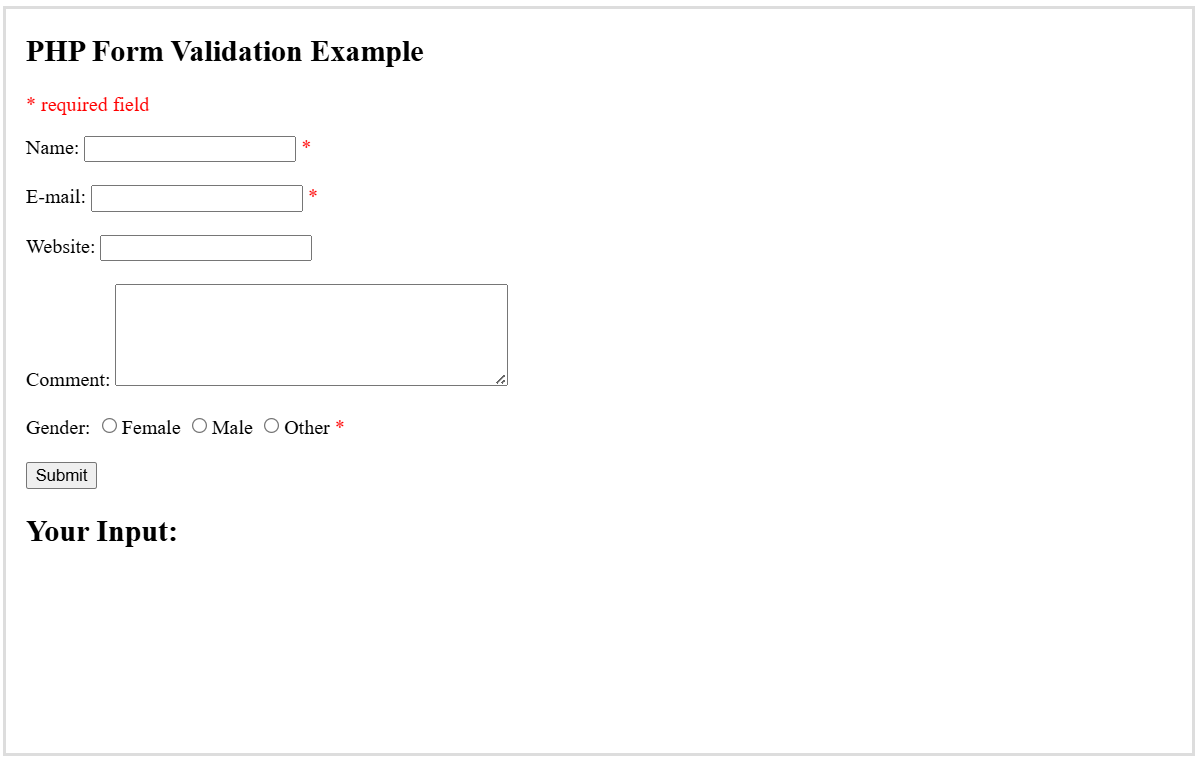 PHP Form Validation Example
* required field
Name: *
E-mail: *
Website:
Comment:
Gender: Female Male Other *
Submit
Your Input: